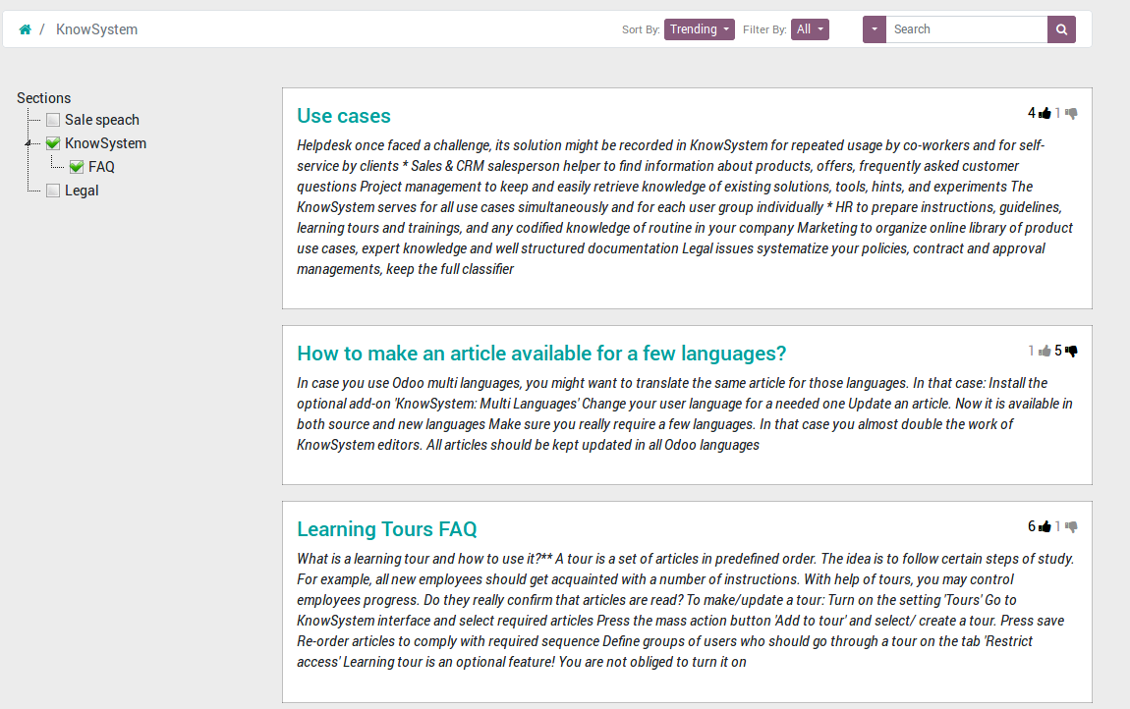 / KnowSystem
Sort By: Trending Filter By: All Search
Sections
Sale speach
KnowSystem
FAQ
Legal
Use cases
4 1
Helpdesk once faced a challenge, its solution might be recorded in KnowSystem for repeated usage by co-workers and for self-
service by clients * Sales & CRM salesperson helper to find information about products, offers, frequently asked customer
questions Project management to keep and easily retrieve knowledge of existing solutions, tools, hints, and experiments The
KnowSystem serves for all use cases simultaneously and for each user group individually * HR to prepare instructions, guidelines,
learning tours and trainings, and any codified knowledge of routine in your company Marketing to organize online library of product
use cases, expert knowledge and well structured documentation Legal issues systematize your policies, contract and approval
managements, keep the full classifier
How to make an article available for a few languages?
1 5
In case you use Odoo multi languages, you might want to translate the same article for those languages. In that case: Install the
optional add-on 'KnowSystem: Multi Languages' Change your user language for a needed one Update an article. Now it is available in
both source and new languages Make sure you really require a few languages. In that case you almost double the work of
KnowSystem editors. All articles should be kept updated in all Odoo languages
Learning Tours FAQ
6 1
What is a learning tour and how to use it?** A tour is a set of articles in predefined order. The idea is to follow certain steps of study.
For example, all new employees should get acquainted with a number of instructions. With help of tours, you may control
employees progress. Do they really confirm that articles are read? To make/update a tour: Turn on the setting 'Tours' Go to
KnowSystem interface and select required articles Press the mass action button 'Add to tour' and select/ create a tour. Press save
Re-order articles to comply with required sequence Define groups of users who should go through a tour on the tab 'Restrict
access' Learning tour is an optional feature! You are not obliged to turn it on